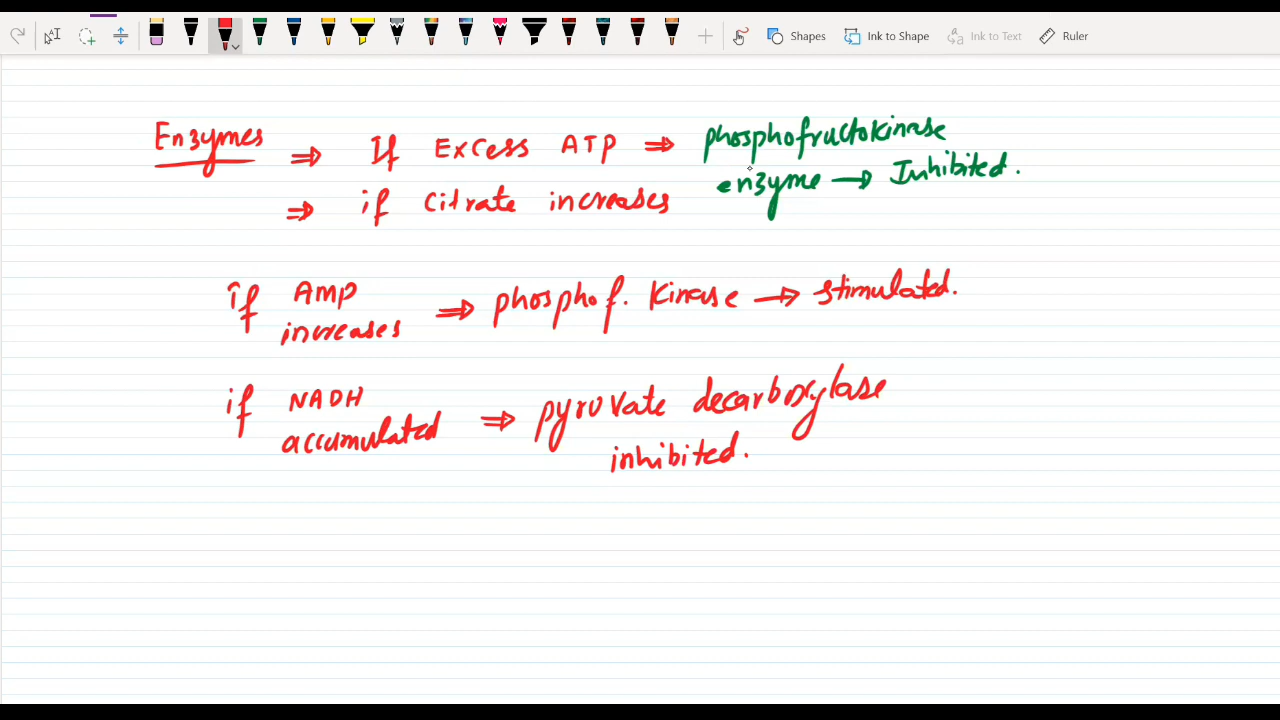 Shapes
Ink to Shape
Ink to Text
Ruler
Enzymes ⇒ If Excess ATP ⇒ phosphofructokinase
enzyme → Inhibited.
⇒ if citrate increases
if AMP increases ⇒ phosphof. kinase → stimulated.
if NADH accumulated ⇒ pyruvate decarboxylase
inhibited.